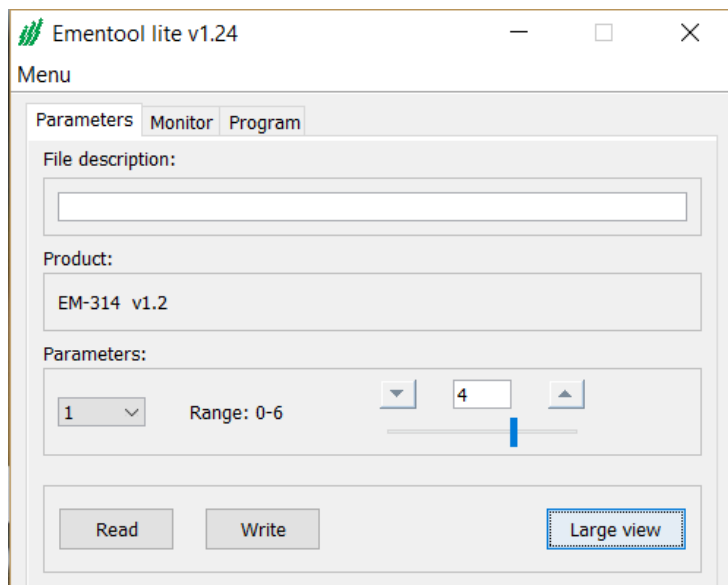 Ementool lite v1.24
Menu
Parameters Monitor Program
File description:
Product:
EM-314 v1.2
Parameters:
1 Range: 0-6 4
Read Write Large view